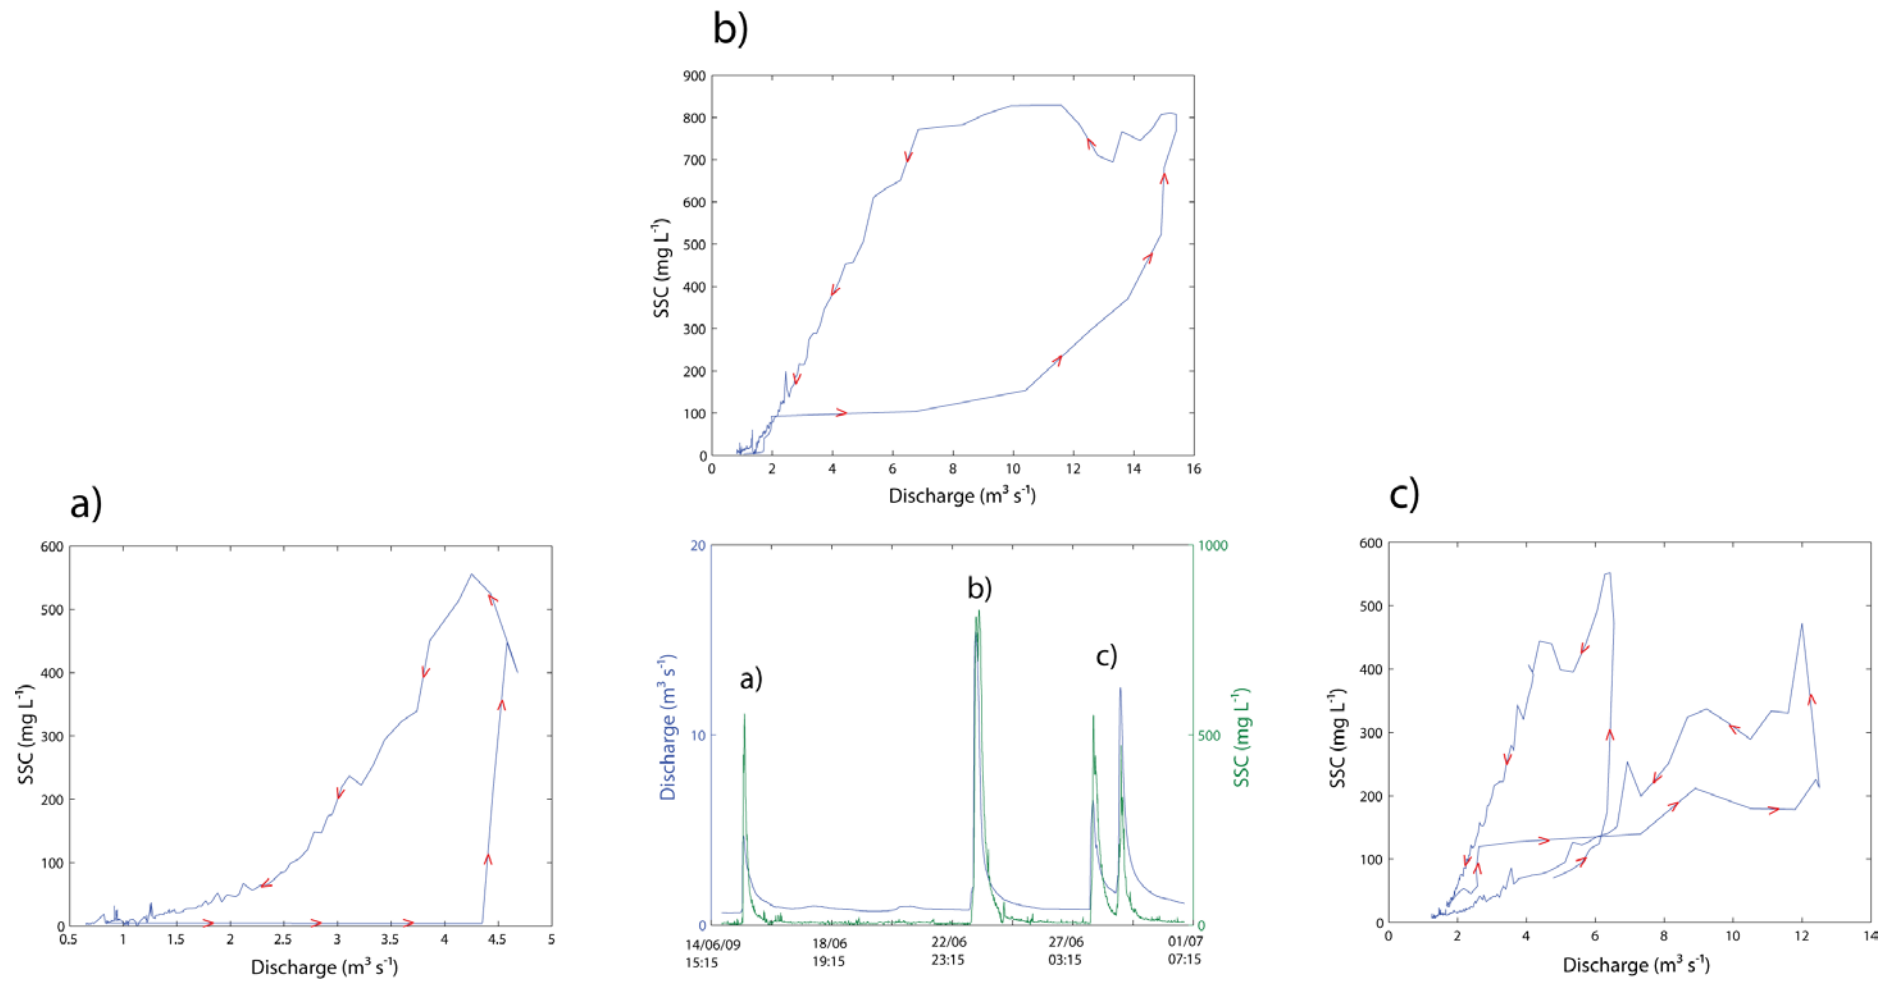 b)
900
800
700
600
500
400
300
200
100
0
SSC (mg L⁻¹)
0 2 4 6 8 10 12 14 16
Discharge (m³ s⁻¹)
a)
600
500
400
300
200
100
0
SSC (mg L⁻¹)
0.5 1 1.5 2 2.5 3 3.5 4 4.5 5
Discharge (m³ s⁻¹)
20
10
0
Discharge (m³ s⁻¹)
a)
b)
c)
1000
500
0
SSC (mg L⁻¹)
14/06/09 18/06 22/06 27/06 01/07
15:15 19:15 23:15 03:15 07:15
c)
600
500
400
300
200
100
0
SSC (mg L⁻¹)
0 2 4 6 8 10 12 14
Discharge (m³ s⁻¹)